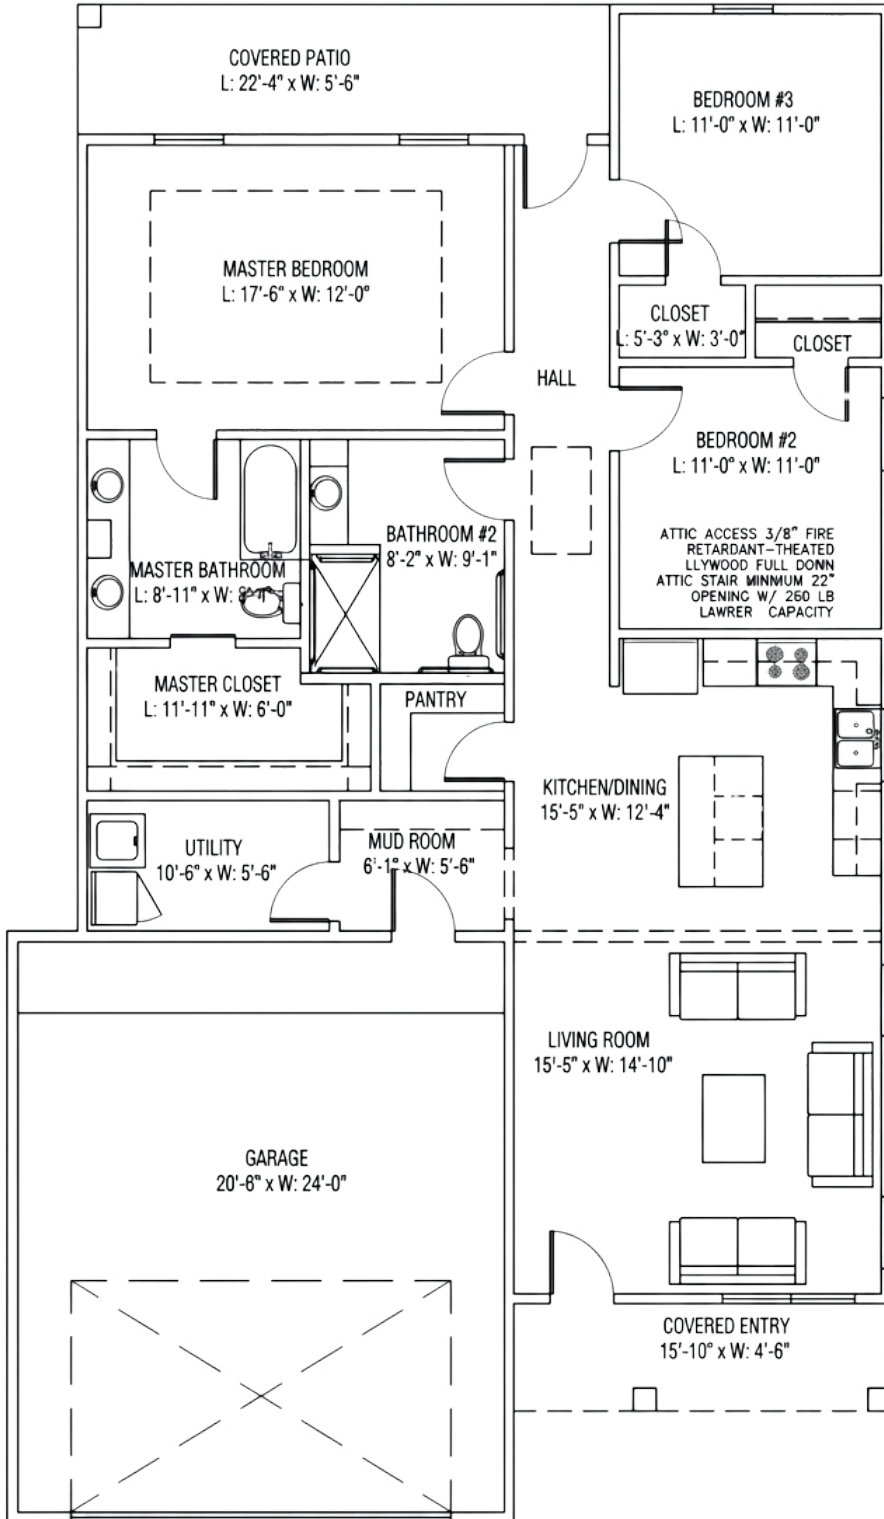 COVERED PATIO
L: 22'-4" x W: 5'-6"
BEDROOM #3
L: 11'-0" x W: 11'-0"
MASTER BEDROOM
L: 17'-6" x W: 12'-0"
CLOSET
L: 5'-3" x W: 3'-0"
CLOSET
HALL
BEDROOM #2
L: 11'-0" x W: 11'-0"
ATTIC ACCESS 3/8" FIRE
RETARDANT-THEATED
LLYWOOD FULL DONN
ATTIC STAIR MINMUM 22"
OPENING W/ 260 LB
LAWRER CAPACITY
BATHROOM #2
8'-2" x W: 9'-1"
MASTER BATHROOM
L: 8'-11" x W:
MASTER CLOSET
L: 11'-11" x W: 6'-0"
PANTRY
KITCHEN/DINING
15'-5" x W: 12'-4"
UTILITY
10'-6" x W: 5'-6"
MUD ROOM
6'-1" x W: 5'-6"
LIVING ROOM
15'-5" x W: 14'-10"
GARAGE
20'-6" x W: 24'-0"
COVERED ENTRY
15'-10" x W: 4'-6"